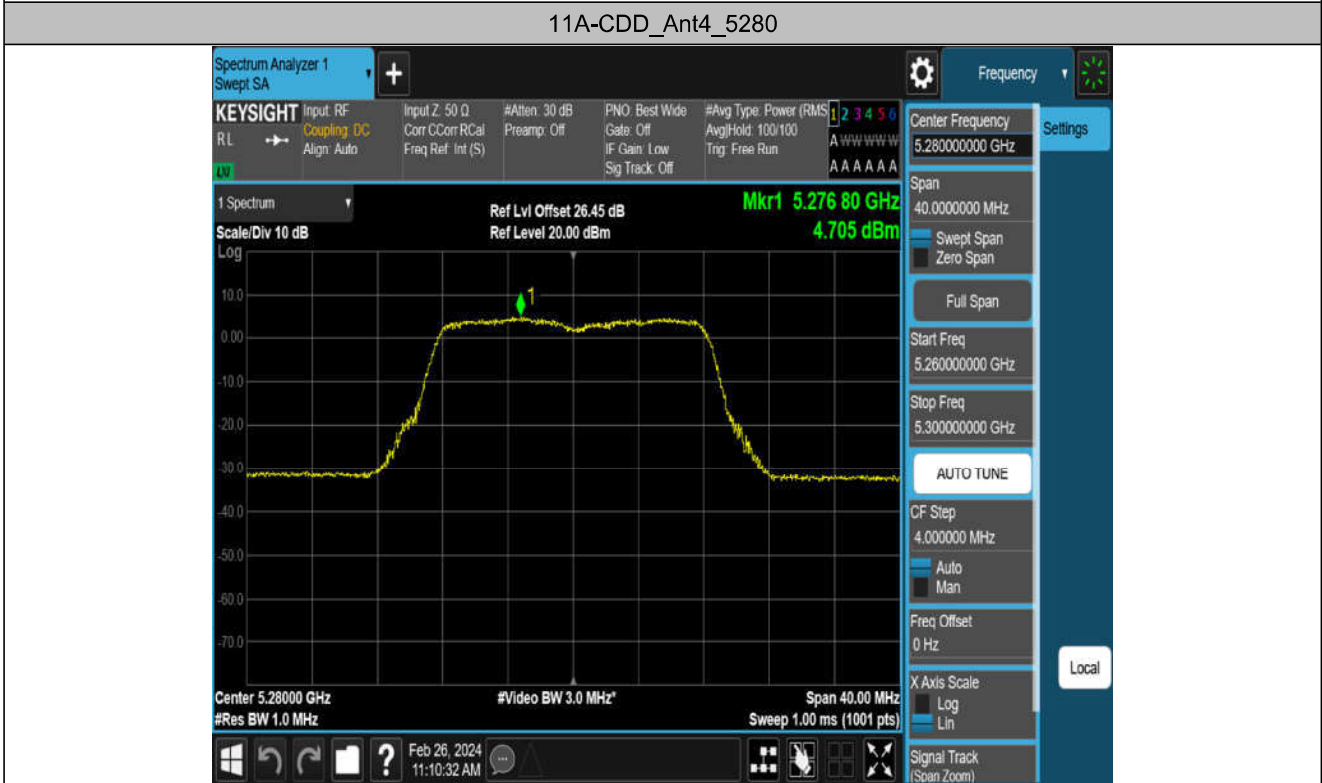 11A-CDD_Ant4_5280
Spectrum Analyzer 1
Swept SA
+
Frequency
KEYSIGHT
RL
Input: RF
Coupling: DC
Align: Auto
Input Z: 50 Ω
Corr CCorr RCal
Freq Ref: Int (S)
#Atten: 30 dB
Preamp: Off
PNO: Best Wide
Gate: Off
IF Gain: Low
Sig Track: Off
#Avg Type: Power (RMS
Avg|Hold: 100/100
Trig: Free Run
1 2 3 4 5 6
A W W W W W
A A A A A A
1 Spectrum
Scale/Div 10 dB
Log
Ref Lvl Offset 26.45 dB
Ref Level 20.00 dBm
Mkr1 5.276 80 GHz
4.705 dBm
1
10.0
0.00
-10.0
-20.0
-30.0
-40.0
-50.0
-60.0
-70.0
Center 5.28000 GHz
#Res BW 1.0 MHz
#Video BW 3.0 MHz*
Span 40.00 MHz
Sweep 1.00 ms (1001 pts)
Feb 26, 2024
11:10:32 AM
Center Frequency
5.280000000 GHz
Settings
Span
40.0000000 MHz
Swept Span
Zero Span
Full Span
Start Freq
5.260000000 GHz
Stop Freq
5.300000000 GHz
AUTO TUNE
CF Step
4.000000 MHz
Auto
Man
Freq Offset
0 Hz
X Axis Scale
Log
Lin
Local
Signal Track
(Span Zoom)
?